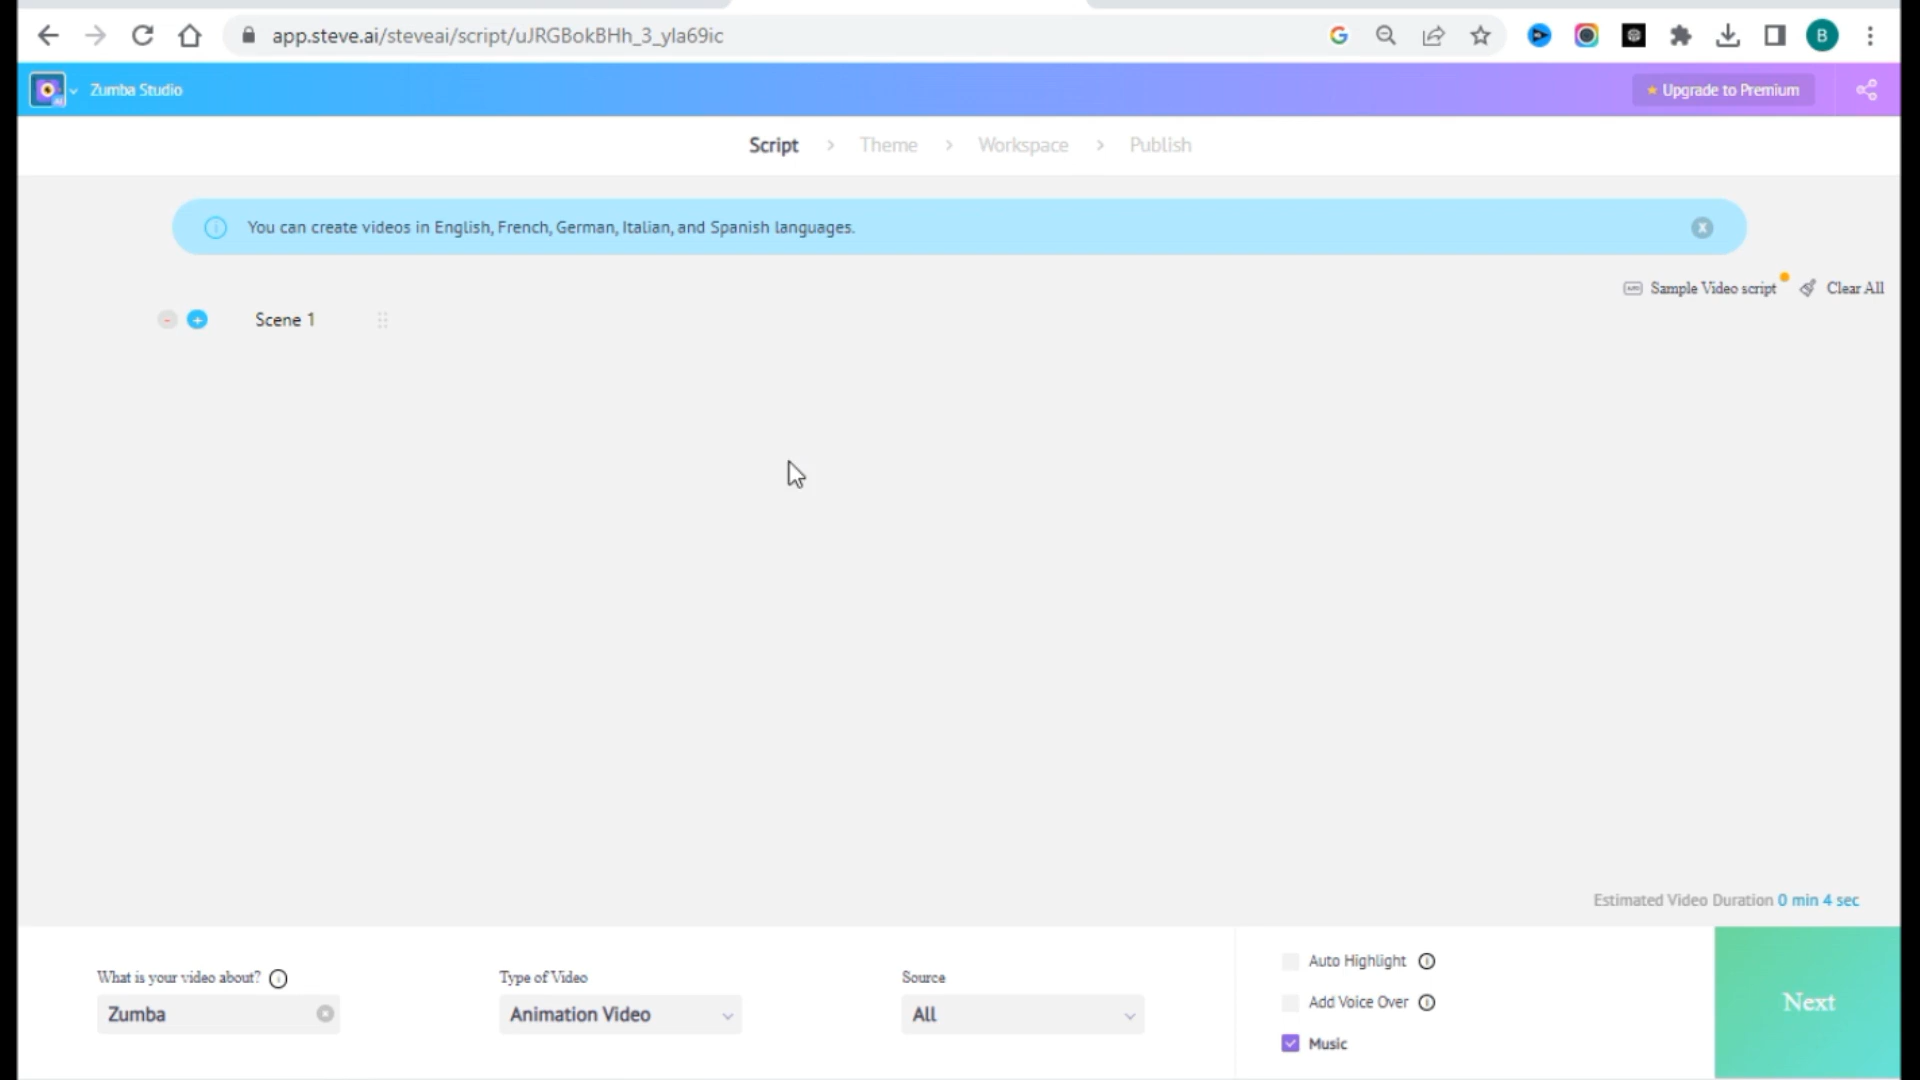 app.steve.ai/steveai/script/uJRGBokBHh_3_yla69ic
B
Zumba Studio
Upgrade to Premium
Script > Theme > Workspace > Publish
You can create videos in English, French, German, Italian, and Spanish languages.
x
Sample Video script
Clear All
- + Scene 1
Estimated Video Duration 0 min 4 sec
What is your video about?
Zumba
Type of Video
Animation Video
Source
All
Auto Highlight
Add Voice Over
Music
Next